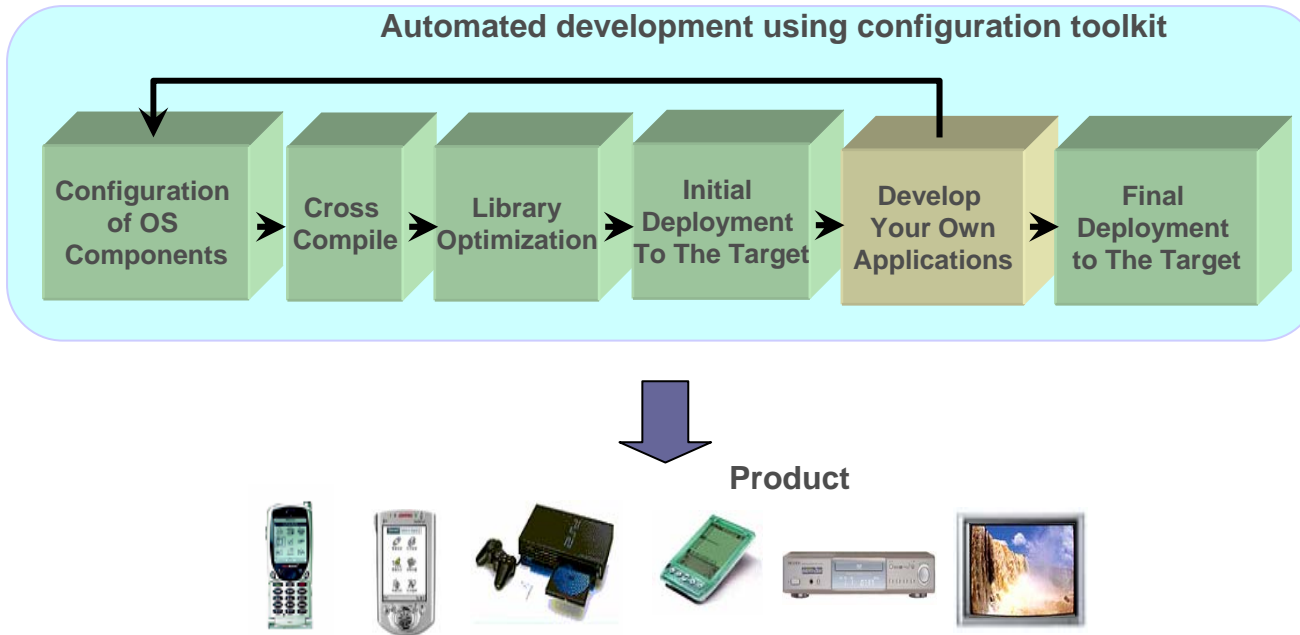 Automated development using configuration toolkit
Configuration
of OS
Components
Cross
Compile
Library
Optimization
Initial
Deployment
To The Target
Develop
Your Own
Applications
Final
Deployment
to The Target
Product